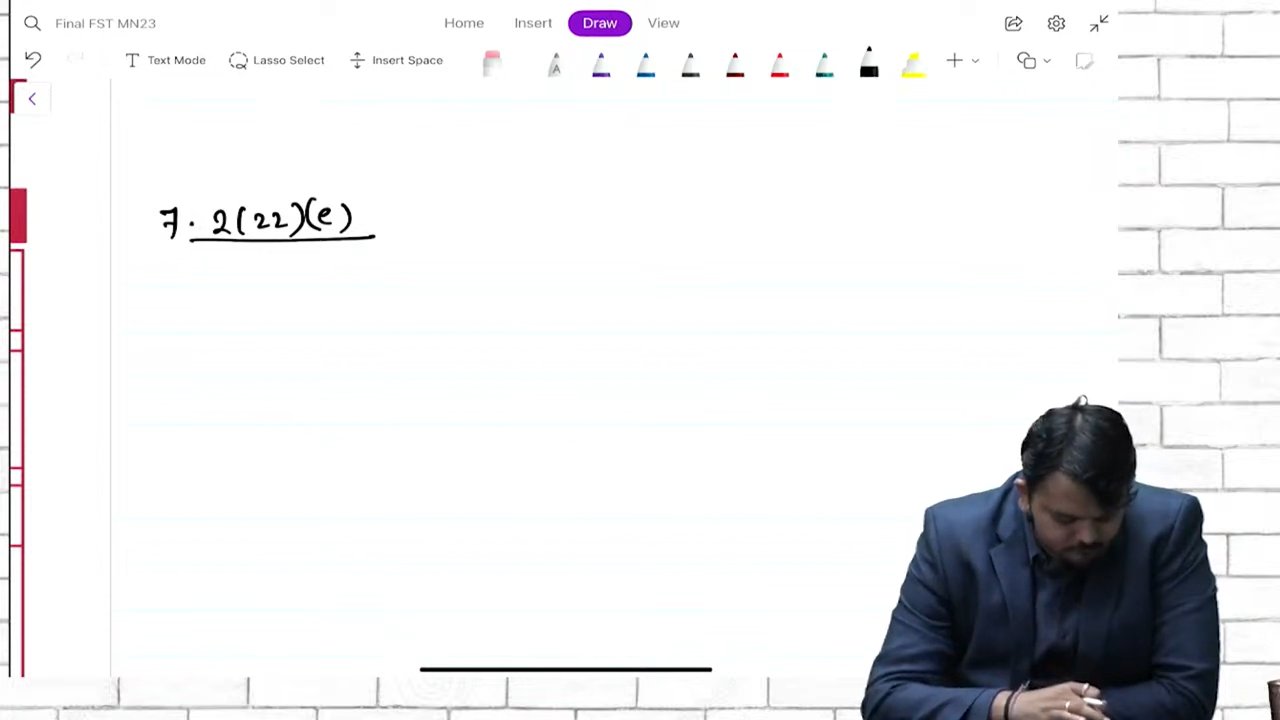 Final FST MN23
Home Insert Draw View
Text Mode Lasso Select Insert Space
7. 2(22)(e)